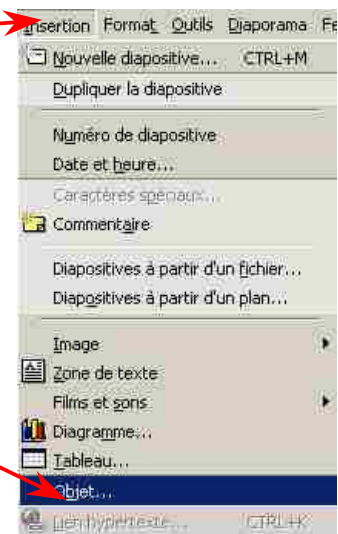 Insertion Format Outils Diaporama Fe
Nouvelle diapositive... CTRL+M
Dupliquer la diapositive
Numéro de diapositive
Date et heure...
Caractères spéciaux...
Commentaire
Diapositives à partir d'un fichier...
Diapositives à partir d'un plan...
Image
Zone de texte
Films et sons
Diagramme...
Tableau...
Objet...
Lien hypertexte... CTRL+K